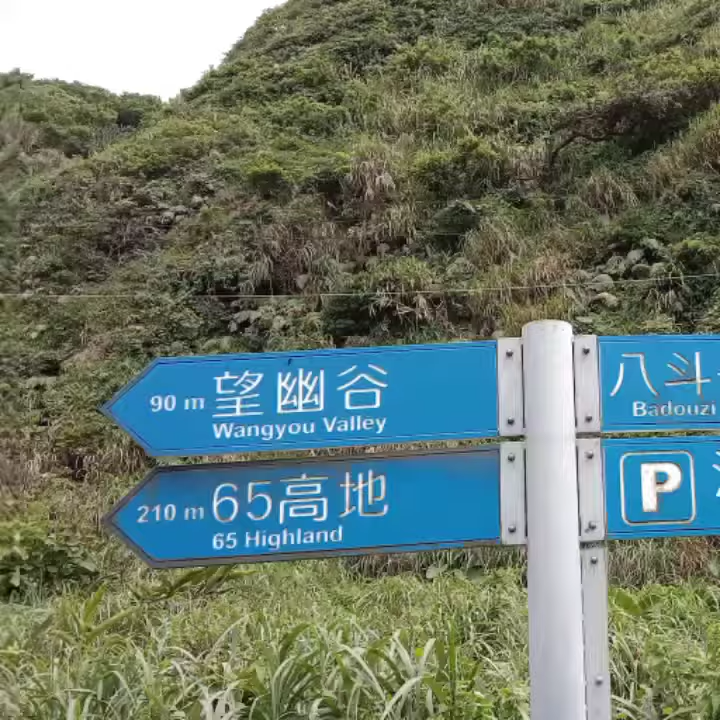 90 m 望幽谷
Wangyou Valley
210 m 65高地
65 Highland
八斗
Badouzi
P